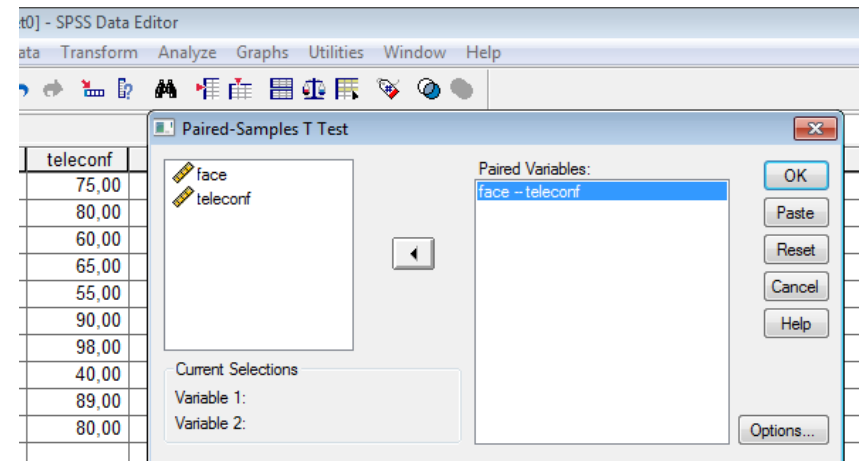 t0] - SPSS Data Editor
ata Transform Analyze Graphs Utilities Window Help
Paired-Samples T Test
teleconf
75,00
80,00
60,00
65,00
55,00
90,00
98,00
40,00
89,00
80,00
face
teleconf
Current Selections
Variable 1:
Variable 2:
Paired Variables:
face -- teleconf
OK
Paste
Reset
Cancel
Help
Options...